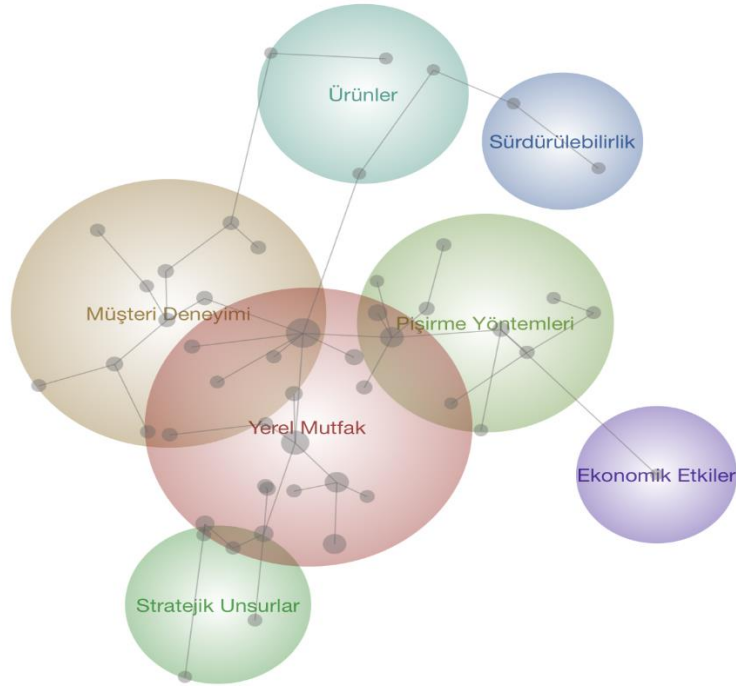 Ürünler
Sürdürülebilirlik
Müşteri Deneyimi
Pişirme Yöntemleri
Yerel Mutfak
Ekonomik Etkiler
Stratejik Unsurlar